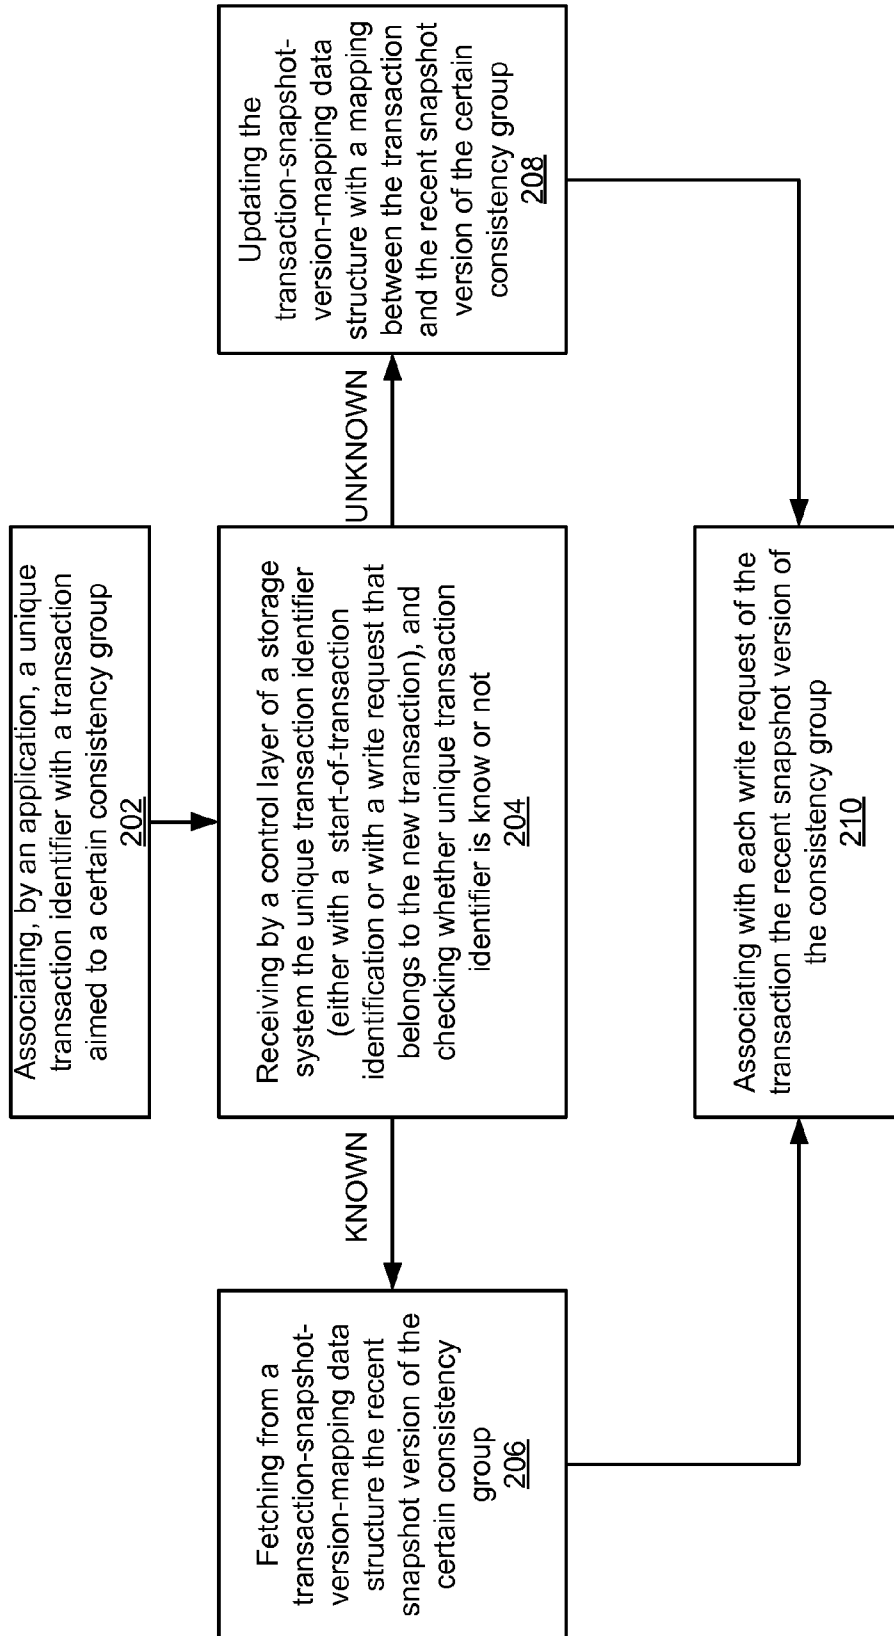 Associating, by an application, a unique
transaction identifier with a transaction
aimed to a certain consistency group
202
Receiving by a control layer of a storage
system the unique transaction identifier
(either with a start-of-transaction
identification or with a write request that
belongs to the new transaction), and
checking whether unique transaction
identifier is know or not
204
KNOWN
UNKNOWN
Fetching from a
transaction-snapshot-
version-mapping data
structure the recent
snapshot version of the
certain consistency
group
206
Updating the
transaction-snapshot-
version-mapping data
structure with a mapping
between the transaction
and the recent snapshot
version of the certain
consistency group
208
Associating with each write request of the
transaction the recent snapshot version of
the consistency group
210